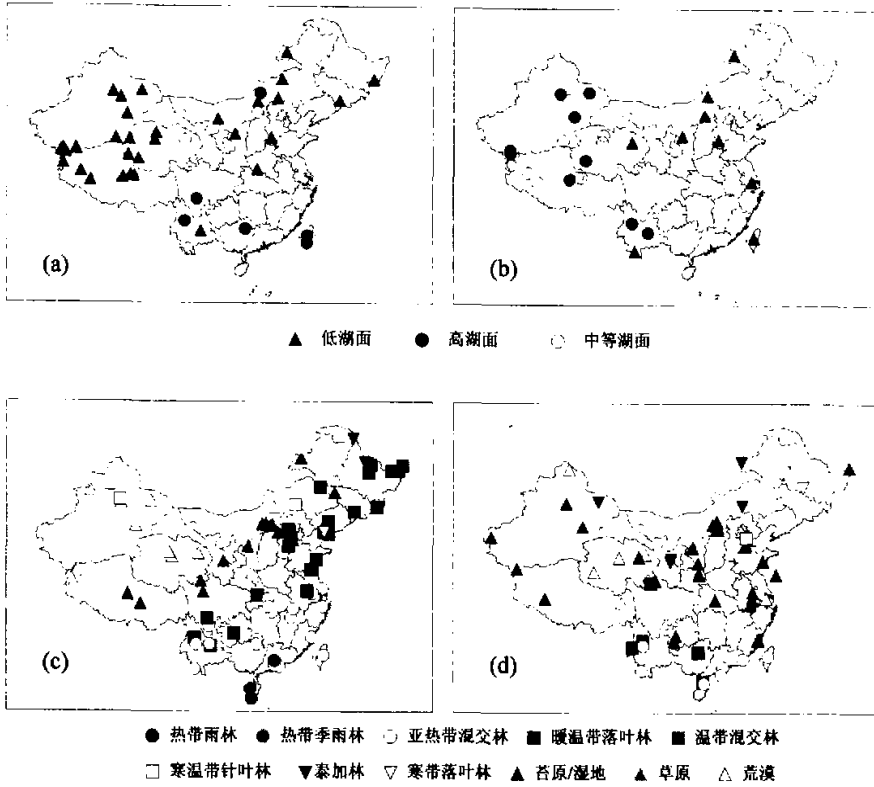 (a)
(b)
低湖面 高湖面 中等湖面
(c)
(d)
热带雨林 热带季雨林 亚热带混交林 暖温带落叶林 温带混交林
寒温带针叶林 泰加林 寒带落叶林 苔原/湿地 草原 荒漠